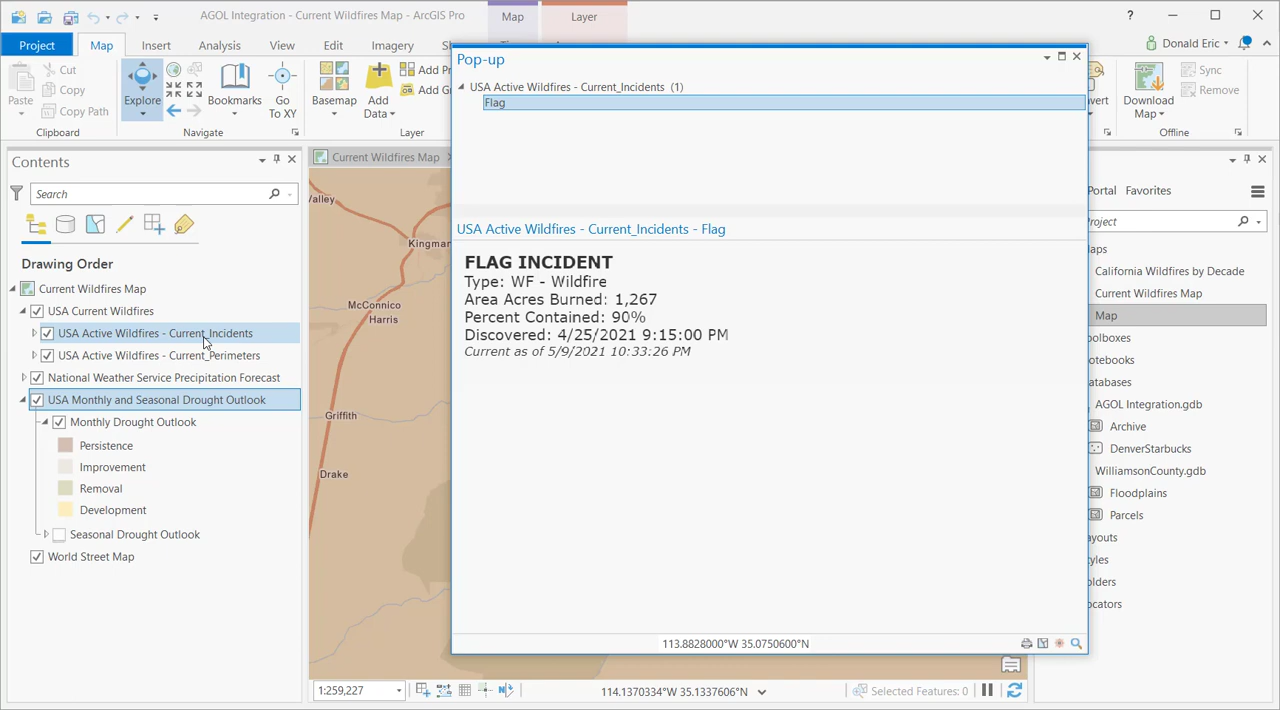 AGOL Integration - Current Wildfires Map - ArcGIS Pro
Map
Layer
?
Project
Map
Insert
Analysis
View
Edit
Imagery
Donald Eric
Paste
Cut
Copy
Copy Path
Clipboard
Explore
Bookmarks
Go
To XY
Navigate
Basemap
Add
Data
Add Pr
Add Gr
Layer
Download
Map
Sync
Remove
Offline
Contents
Search
Drawing Order
Current Wildfires Map
USA Current Wildfires
USA Active Wildfires - Current_Incidents
USA Active Wildfires - Current_Perimeters
National Weather Service Precipitation Forecast
USA Monthly and Seasonal Drought Outlook
Monthly Drought Outlook
Persistence
Improvement
Removal
Development
Seasonal Drought Outlook
World Street Map
Current Wildfires Map
Kingman
McConnico
Harris
Griffith
Drake
1:259,227
114.1370334°W 35.1337606°N
Selected Features: 0
Pop-up
USA Active Wildfires - Current_Incidents (1)
Flag
USA Active Wildfires - Current_Incidents - Flag
FLAG INCIDENT
Type: WF - Wildfire
Area Acres Burned: 1,267
Percent Contained: 90%
Discovered: 4/25/2021 9:15:00 PM
Current as of 5/9/2021 10:33:26 PM
113.8828000°W 35.0750600°N
Portal
Favorites
California Wildfires by Decade
Current Wildfires Map
Map
AGOL Integration.gdb
Archive
DenverStarbucks
WilliamsonCounty.gdb
Floodplains
Parcels